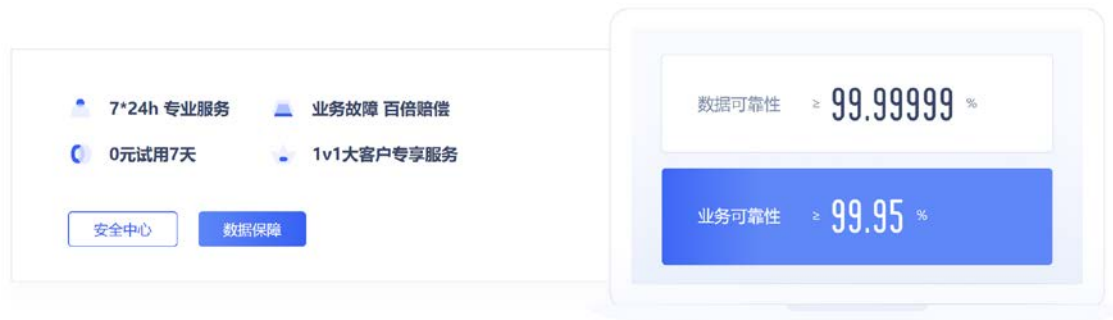 7*24h 专业服务
业务故障 百倍赔偿
0元试用7天
1v1大客户专享服务
安全中心
数据保障
数据可靠性 ≥ 99.99999 %
业务可靠性 ≥ 99.95 %